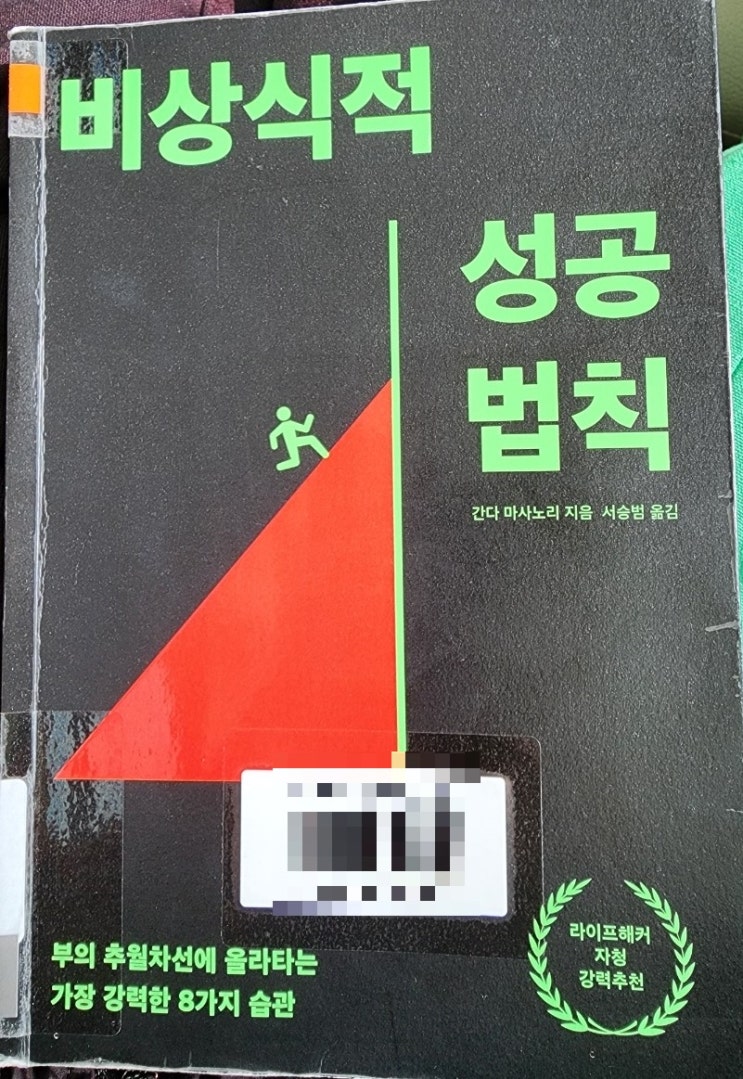 비상식적
성공
법칙
간다 마사노리 지음 서승범 옮김
부의 추월차선에 올라타는
가장 강력한 8가지 습관
라이프해커
자청
강력추천